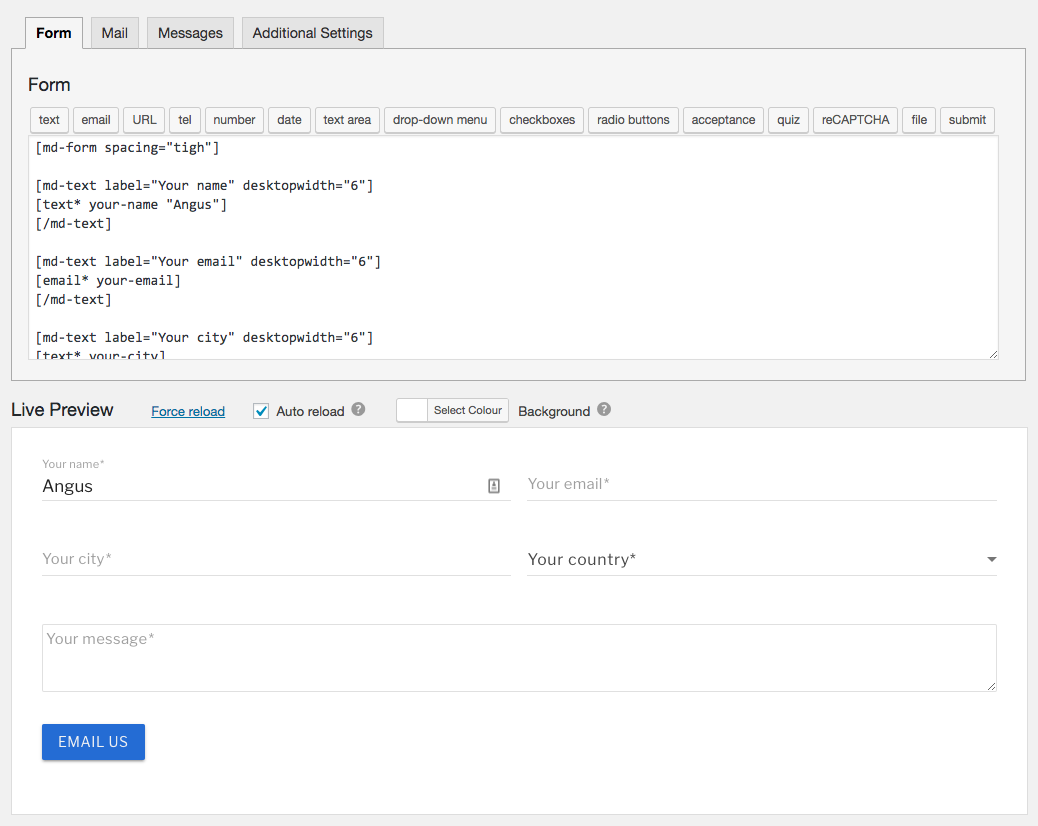 Form Mail Messages Additional Settings
Form
text email URL tel number date text area drop-down menu checkboxes radio buttons acceptance quiz reCAPTCHA file submit
[md-form spacing="tigh"]
[md-text label="Your name" desktopwidth="6"]
[text* your-name "Angus"]
[/md-text]
[md-text label="Your email" desktopwidth="6"]
[email* your-email]
[/md-text]
[md-text label="Your city" desktopwidth="6"]
[text* your-city]
Live Preview Force reload Auto reload ? Select Colour Background ?
Your name*
Angus Your email*
Your city* Your country*
Your message*
EMAIL US